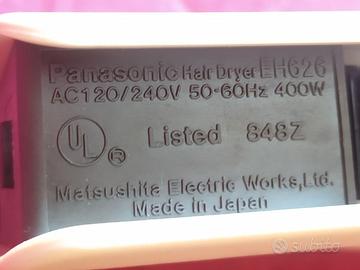 Panasonic Hair Dryer EH626
AC120/240V 50-60Hz 400W
UL ® Listed 848Z
Matsushita Electric Works,Ltd.
Made in Japan
subito